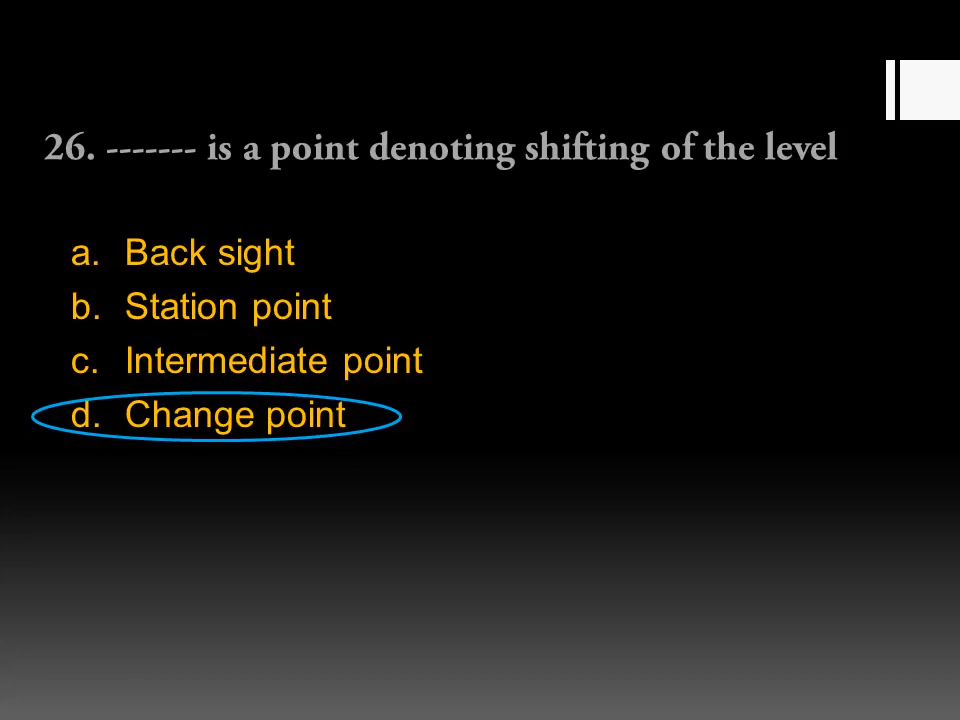 26. ------- is a point denoting shifting of the level
a. Back sight
b. Station point
c. Intermediate point
d. Change point